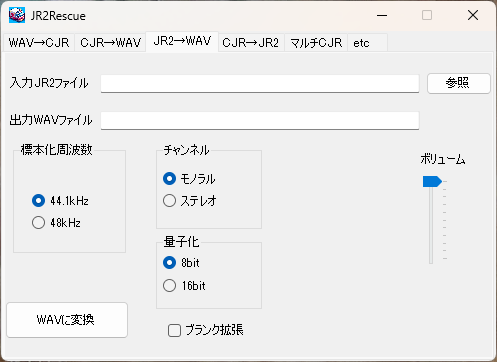 JR2Rescue
WAV→CJR CJR→WAV JR2→WAV CJR→JR2 マルチCJR etc
入力JR2ファイル 参照
出力WAVファイル
標本化周波数 チャンネル ボリューム
44.1kHz モノラル
48kHz ステレオ
量子化
8bit
16bit
WAVに変換 ブランク拡張